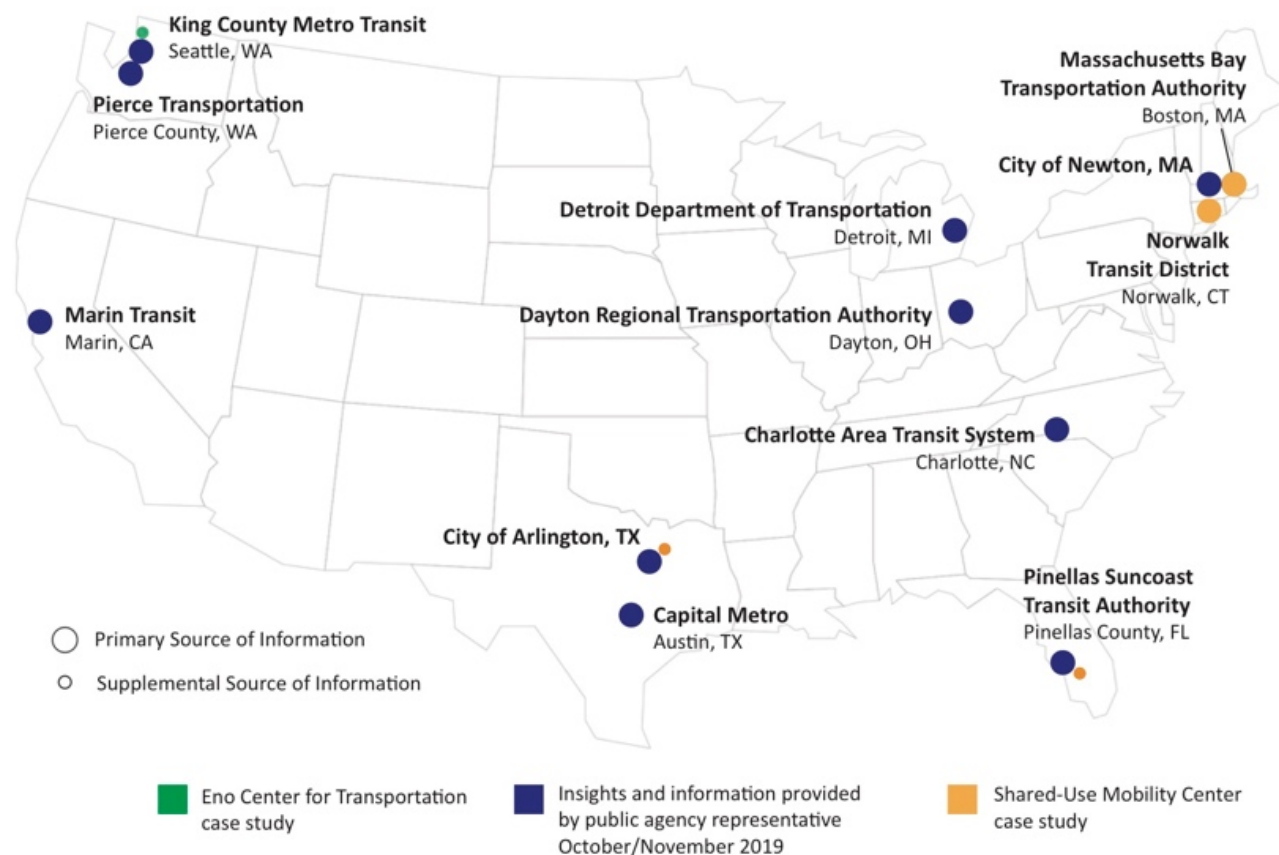 King County Metro Transit
Seattle, WA
Pierce Transportation
Pierce County, WA
Massachusetts Bay
Transportation Authority
Boston, MA
City of Newton, MA
Detroit Department of Transportation
Detroit, MI
Norwalk
Transit District
Norwalk, CT
Marin Transit
Marin, CA
Dayton Regional Transportation Authority
Dayton, OH
Charlotte Area Transit System
Charlotte, NC
City of Arlington, TX
Capital Metro
Austin, TX
Pinellas Suncoast
Transit Authority
Pinellas County, FL
Primary Source of Information
Supplemental Source of Information
Eno Center for Transportation
case study
Insights and information provided
by public agency representative
October/November 2019
Shared-Use Mobility Center
case study